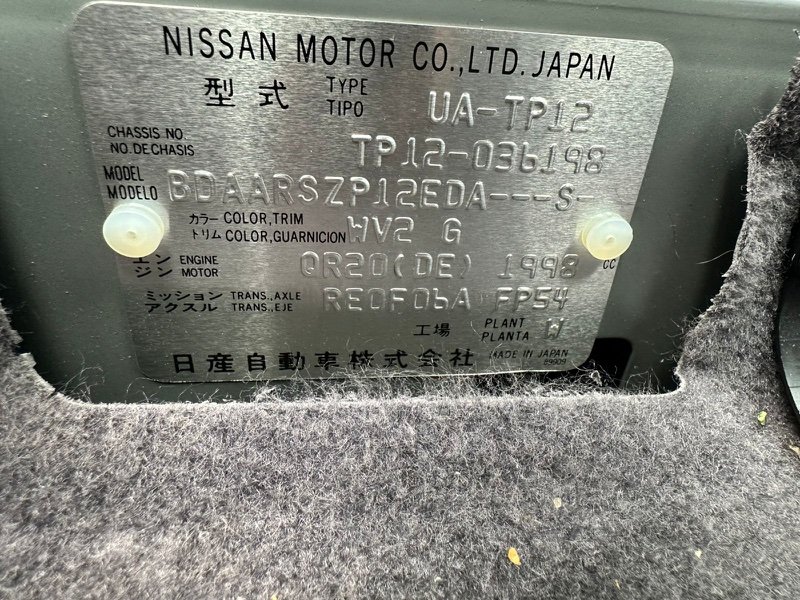 NISSAN MOTOR CO.,LTD. JAPAN
型式 TYPE TIPO UA-TP12
CHASSIS NO. NO. DE CHASIS TP12-036198
MODEL MODELO BDAARSZP12EDA---S-
カラー COLOR,TRIM
トリム COLOR,GUARNICION WV2 G
エン ENGINE
ジン MOTOR QR20(DE) 1998 CC
ミッション TRANS.,AXLE
アクスル TRANS.,EJE RE0F06A FP54
工場 PLANT PLANTA W
日産自動車株式会社 MADE IN JAPAN